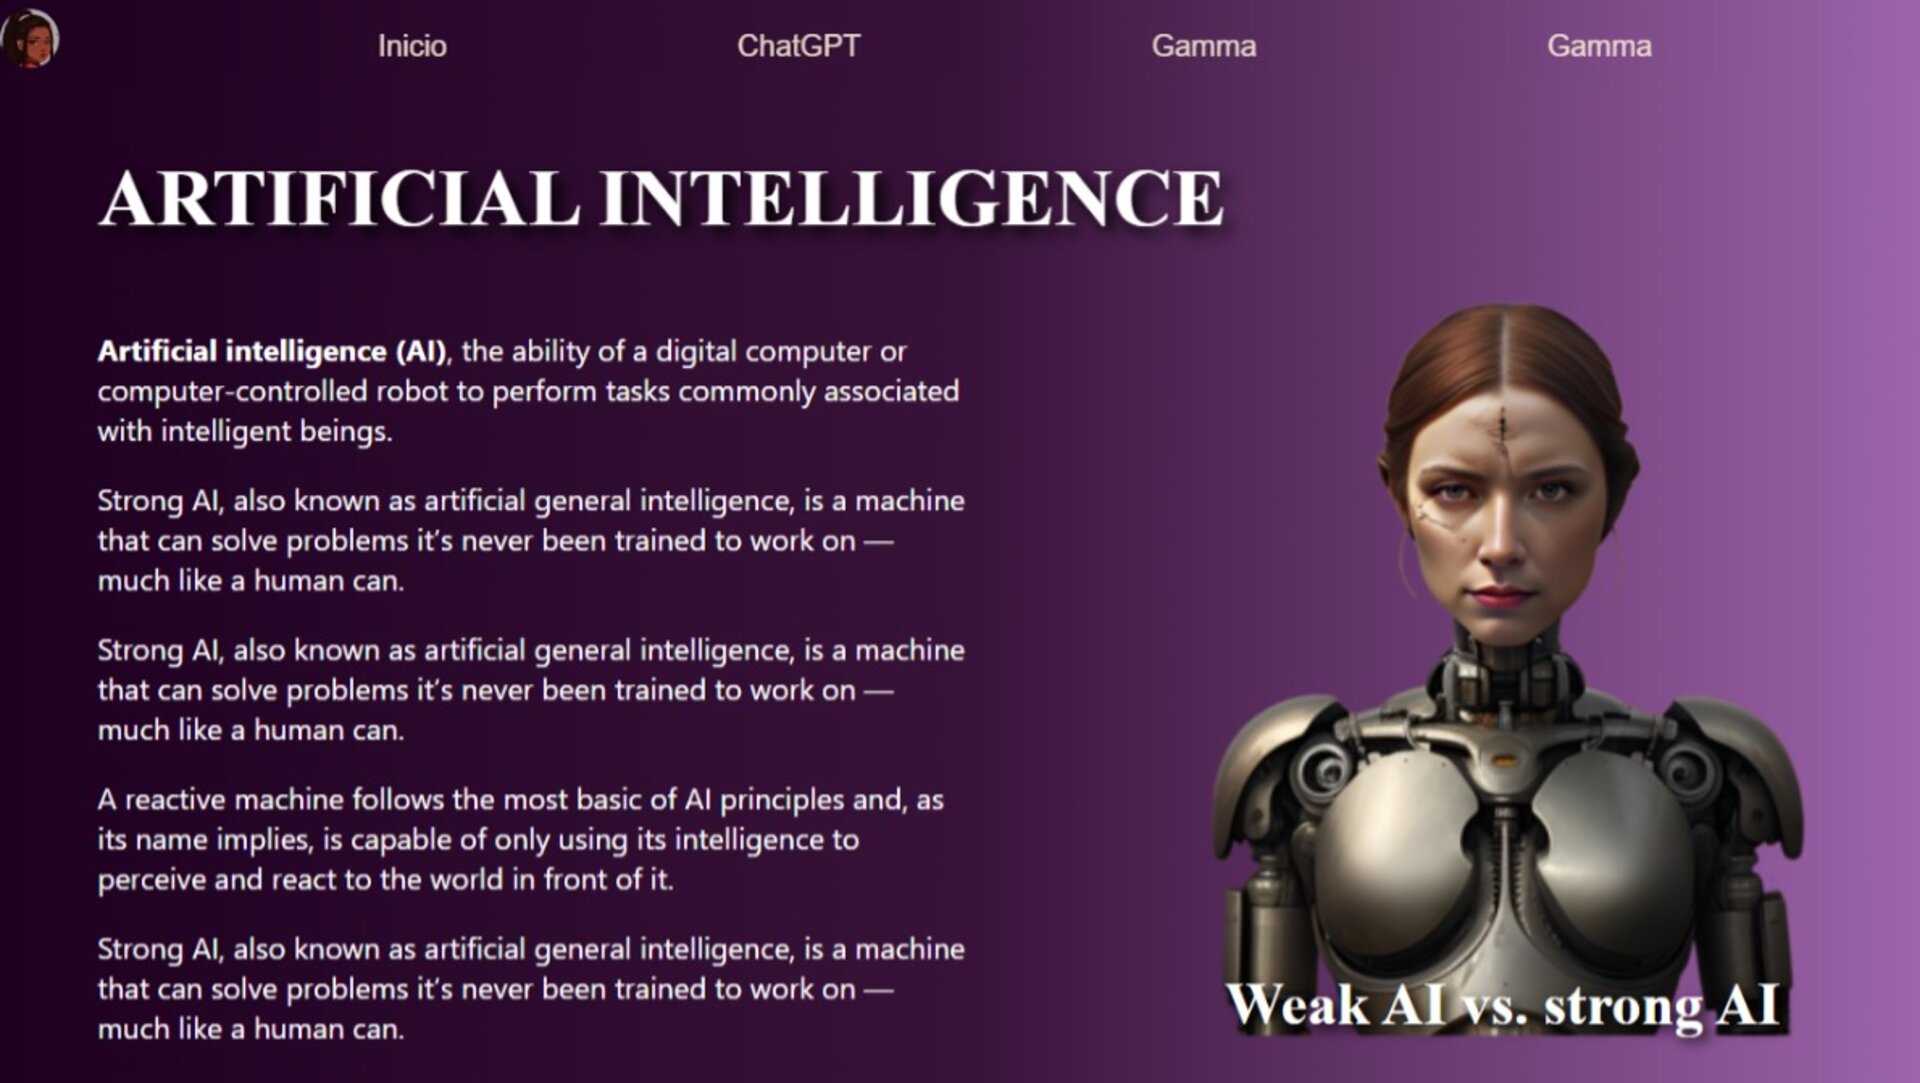 Inicio ChatGPT Gamma Gamma
ARTIFICIAL INTELLIGENCE
Artificial intelligence (AI), the ability of a digital computer or
computer-controlled robot to perform tasks commonly associated
with intelligent beings.
Strong AI, also known as artificial general intelligence, is a machine
that can solve problems it’s never been trained to work on —
much like a human can.
Strong AI, also known as artificial general intelligence, is a machine
that can solve problems it’s never been trained to work on —
much like a human can.
A reactive machine follows the most basic of AI principles and, as
its name implies, is capable of only using its intelligence to
perceive and react to the world in front of it.
Strong AI, also known as artificial general intelligence, is a machine
that can solve problems it’s never been trained to work on —
much like a human can.
Weak AI vs. strong AI